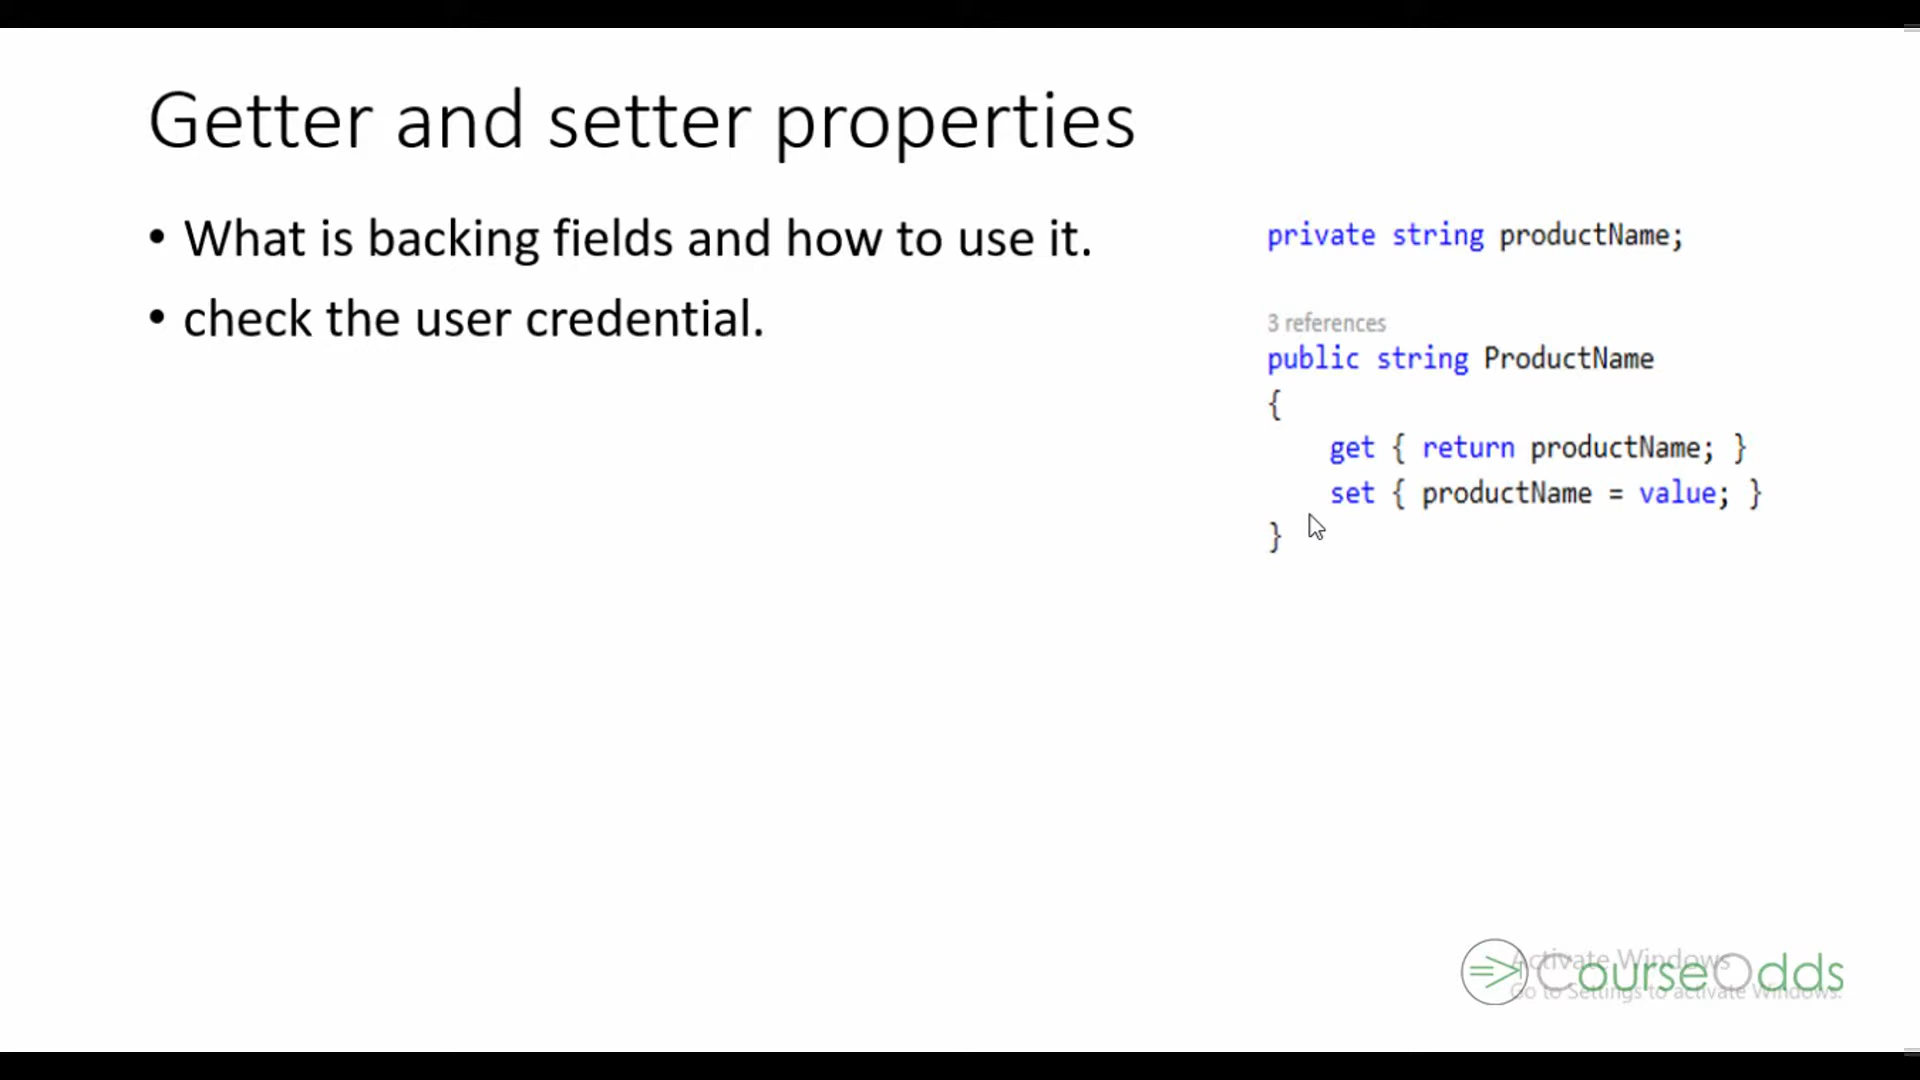 Getter and setter properties
• What is backing fields and how to use it.
• check the user credential.
private string productName;
3 references
public string ProductName
{
get { return productName; }
set { productName = value; }
}
Activate Windows
CourseOdds
Go to Settings to activate Windows.